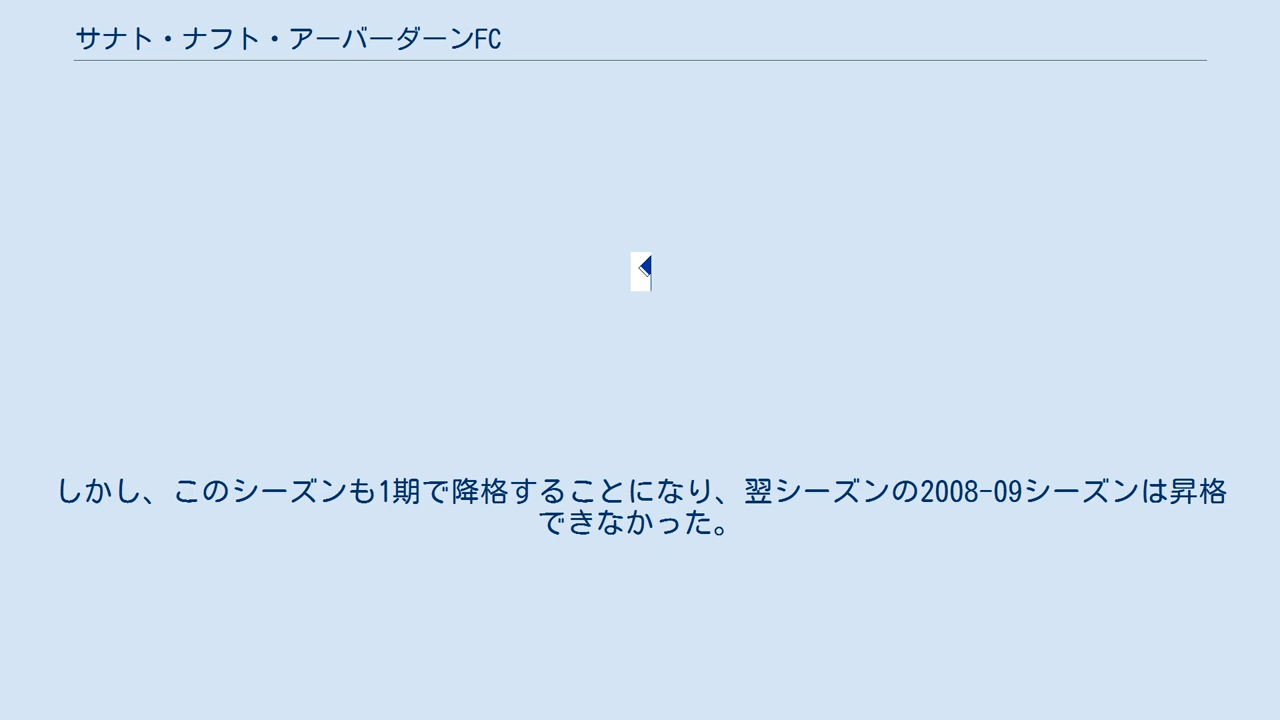 サナト・ナフト・アーバーダーンFC
しかし、このシーズンも1期で降格することになり、翌シーズンの2008-09シーズンは昇格
できなかった。